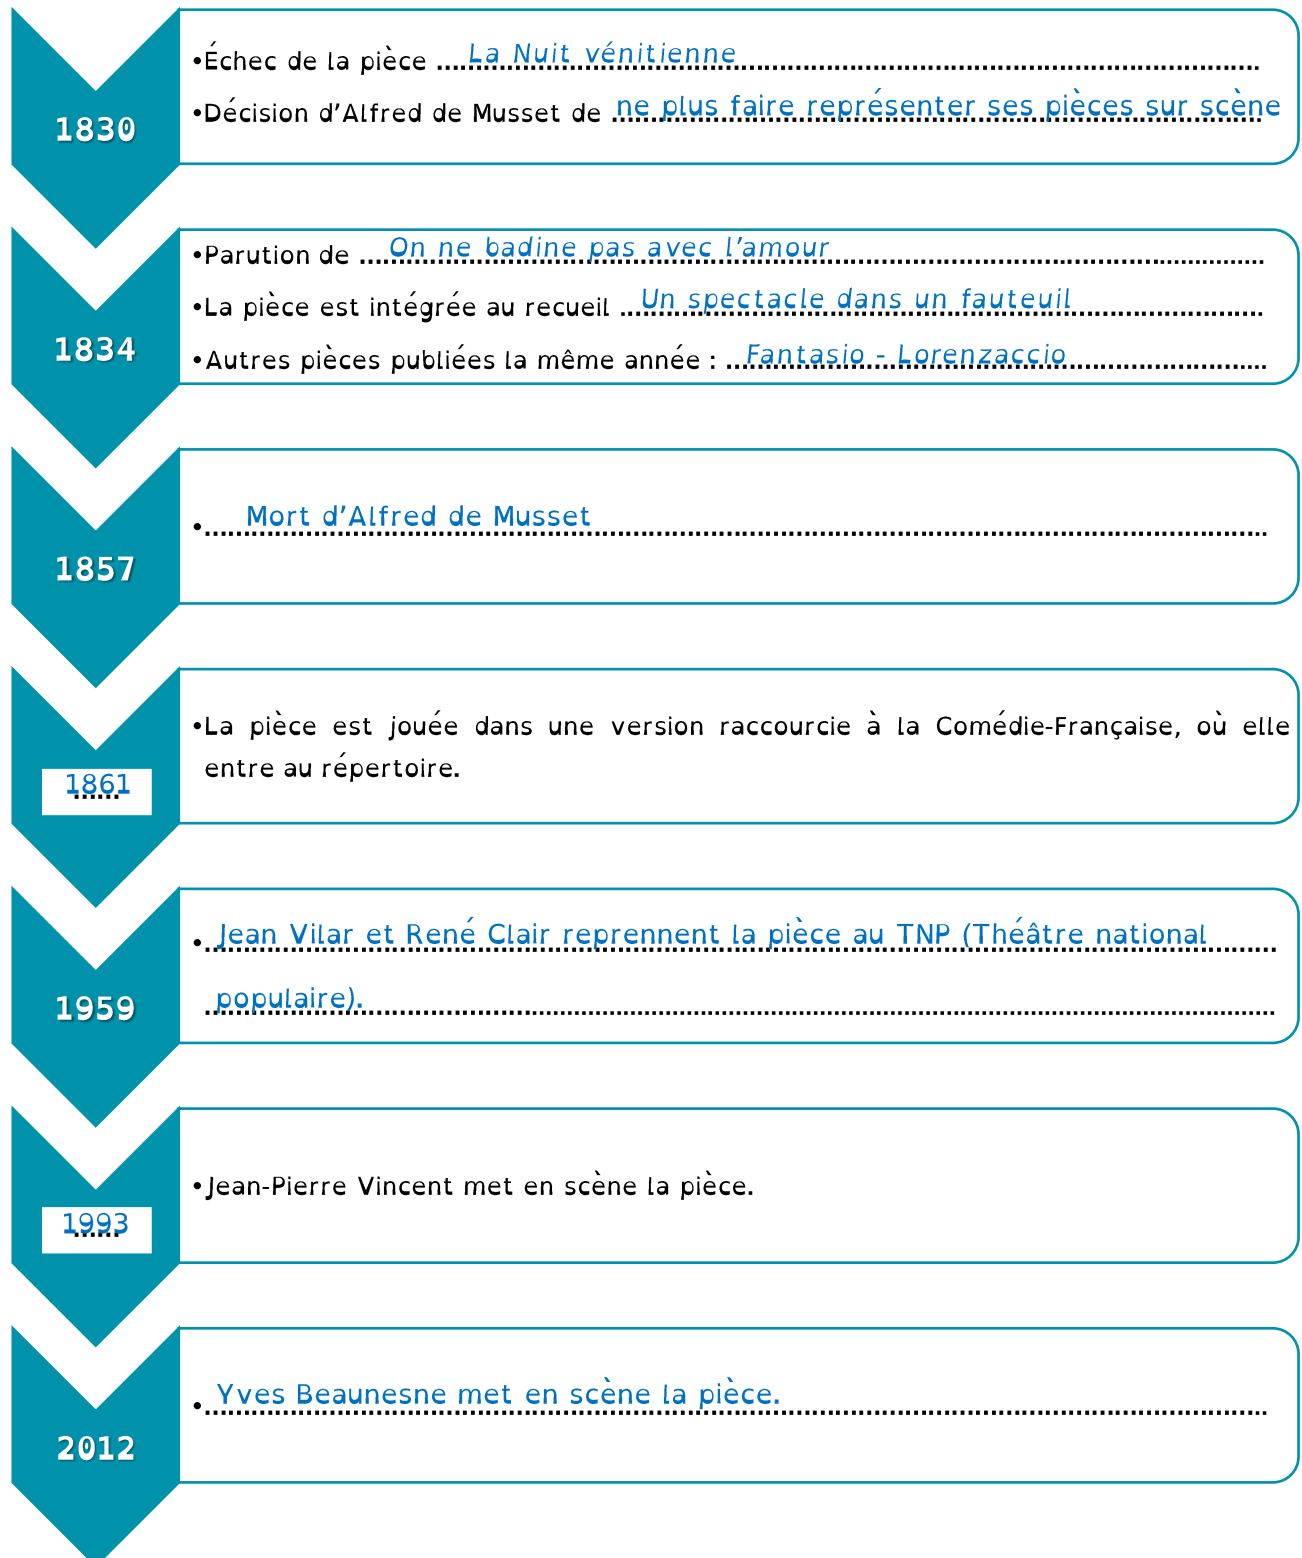 •Échec de la pièce .... La Nuit vénitienne
•Décision d’Alfred de Musset de ne plus faire représenter ses pièces sur scène
1830
•Parution de .... On ne badine pas avec l’amour
•La pièce est intégrée au recueil ... Un spectacle dans un fauteuil
1834
•Autres pièces publiées la même année : ... Fantasio - Lorenzaccio
• Mort d’Alfred de Musset
1857
•La pièce est jouée dans une version raccourcie à la Comédie-Française, où elle
entre au répertoire.
1861
• Jean Vilar et René Clair reprennent la pièce au TNP (Théâtre national
populaire).
1959
•Jean-Pierre Vincent met en scène la pièce.
1993
• Yves Beaunesne met en scène la pièce.
2012